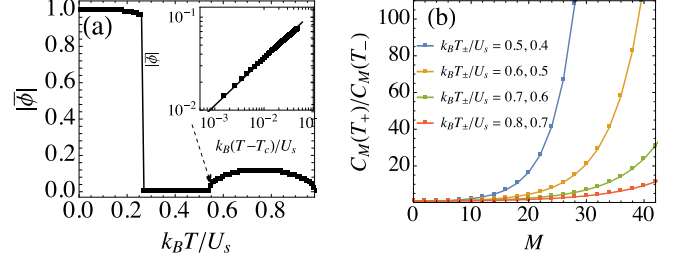 (a)
|ϕ̅|
1.0
0.8
0.6
0.4
0.2
0.0
0.0 0.2 0.4 0.6 0.8
k_BT/U_s
|ϕ̅|
10⁻¹
10⁻²
10⁻³ 10⁻² 10⁻¹
k_B(T−T_c)/U_s
(b)
C_M(T_+)/C_M(T_−)
100
80
60
40
20
0 10 20 30 40
M
k_BT_±/U_s = 0.5, 0.4
k_BT_±/U_s = 0.6, 0.5
k_BT_±/U_s = 0.7, 0.6
k_BT_±/U_s = 0.8, 0.7